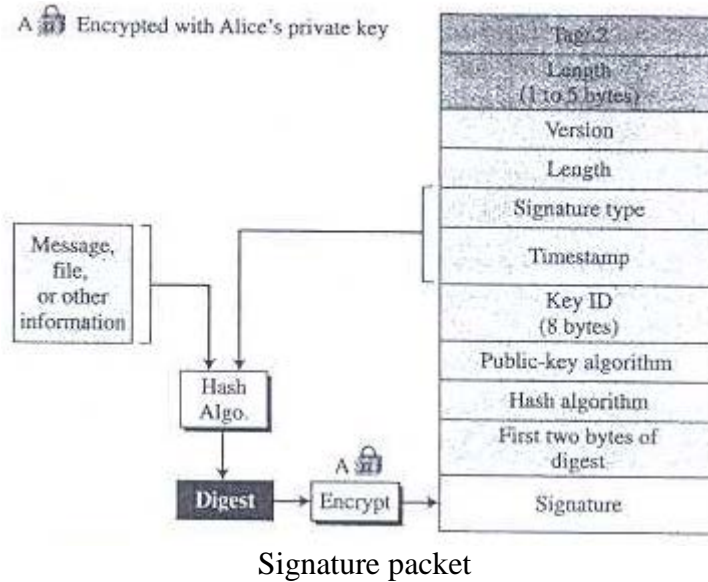 A Encrypted with Alice's private key
Tag: 2
Length
(1 to 5 bytes)
Version
Length
Signature type
Timestamp
Key ID
(8 bytes)
Public-key algorithm
Hash algorithm
First two bytes of
digest
Signature
Message,
file,
or other
information
Hash
Algo.
Digest
A
Encrypt
Signature packet